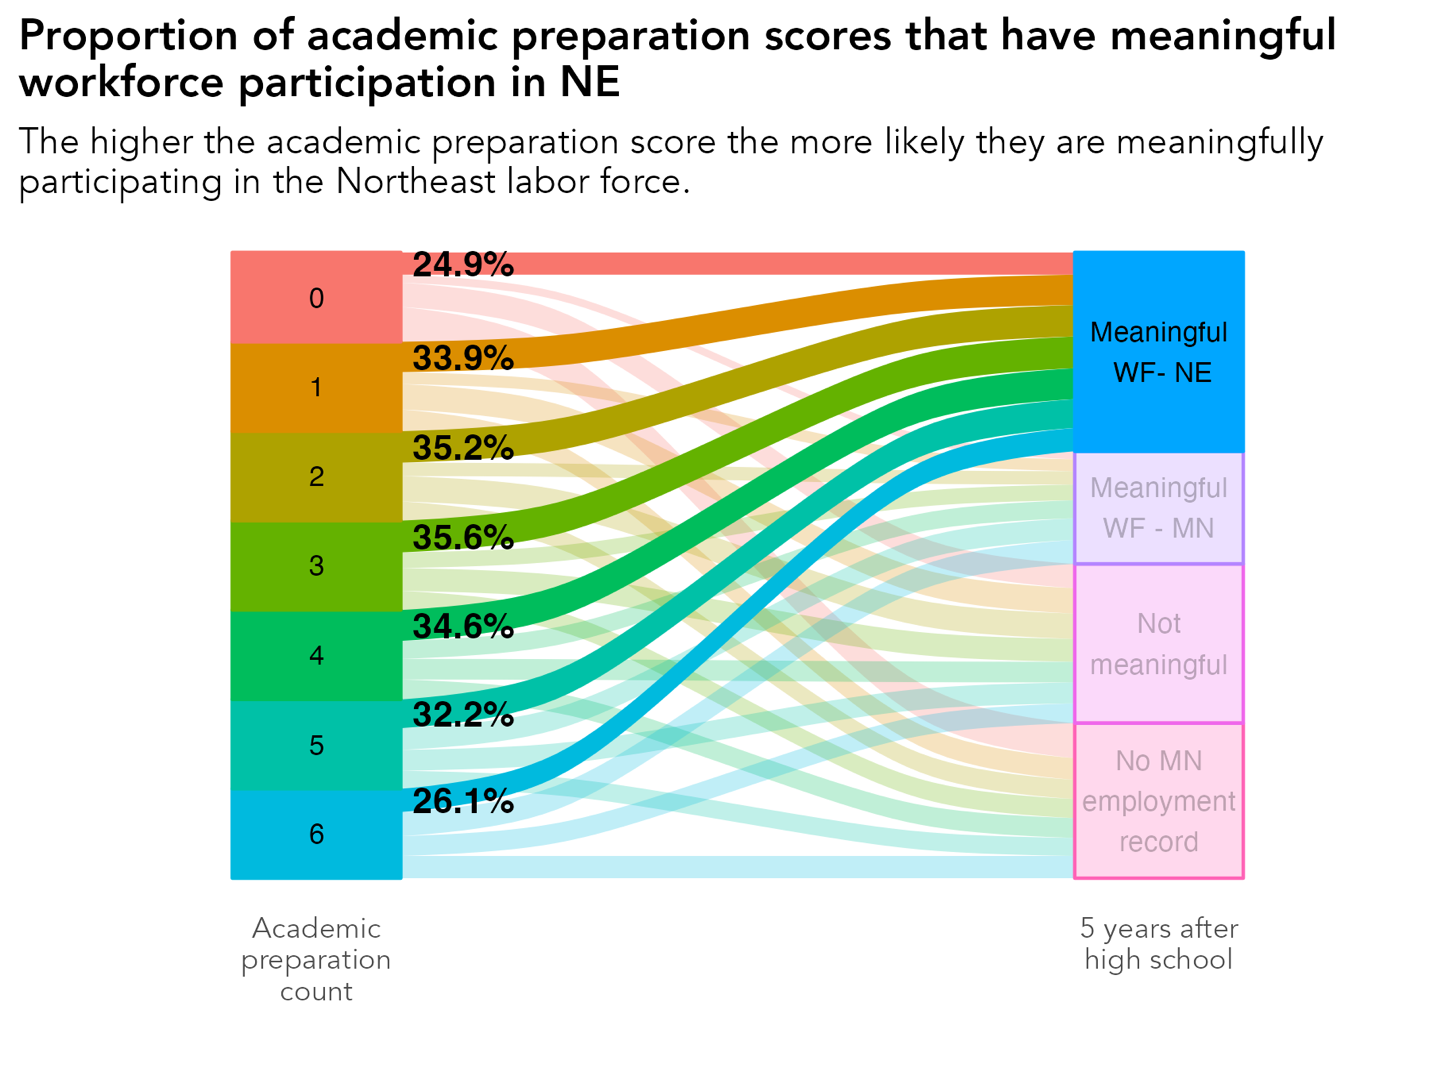 Proportion of academic preparation scores that have meaningful
workforce participation in NE
The higher the academic preparation score the more likely they are meaningfully
participating in the Northeast labor force.
0
1
2
3
4
5
6
24.9%
33.9%
35.2%
35.6%
34.6%
32.2%
26.1%
Meaningful
WF- NE
Meaningful
WF - MN
Not
meaningful
No MN
employment
record
Academic
preparation
count
5 years after
high school